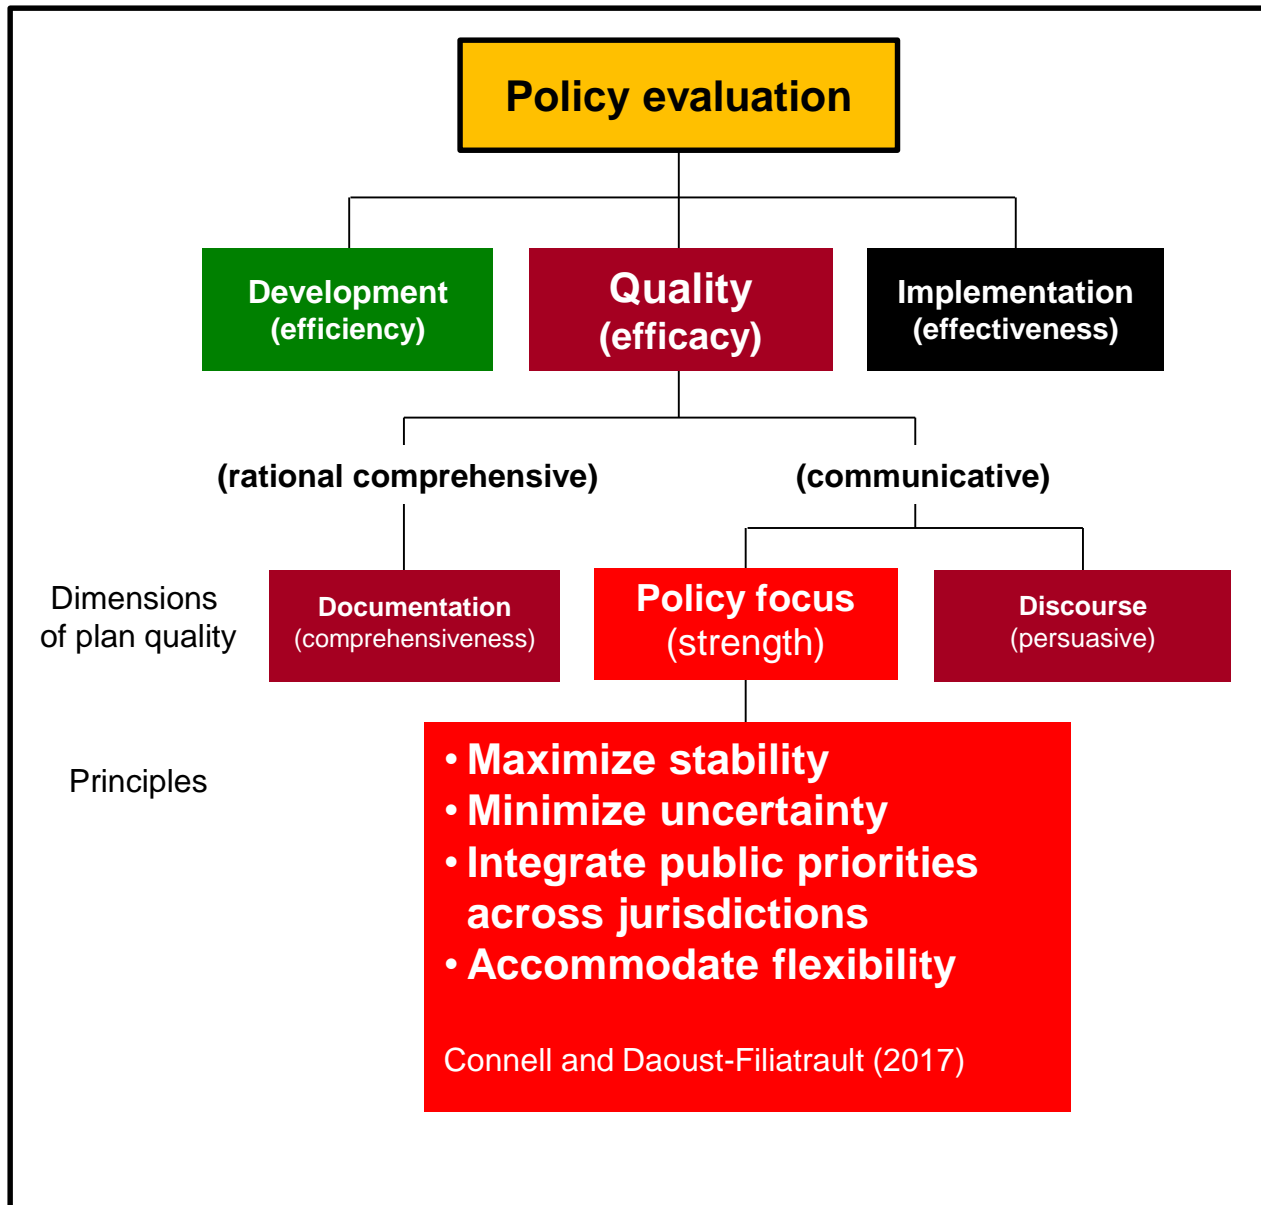 Policy evaluation
Development
(efficiency)
Quality
(efficacy)
Implementation
(effectiveness)
(rational comprehensive)
(communicative)
Dimensions
of plan quality
Documentation
(comprehensiveness)
Policy focus
(strength)
Discourse
(persuasive)
Principles
• Maximize stability
• Minimize uncertainty
• Integrate public priorities
across jurisdictions
• Accommodate flexibility
Connell and Daoust-Filiatrault (2017)